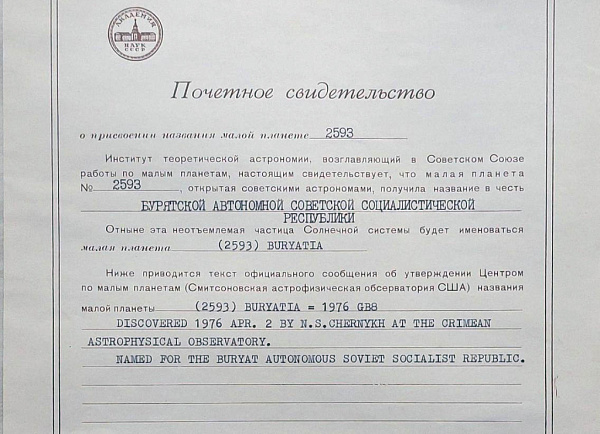 АКАДЕМИЯ
НАУК
СССР
Почетное свидетельство
о присвоении названия малой планете 2593
Институт теоретической астрономии, возглавляющий в Советском Союзе
работы по малым планетам, настоящим свидетельствует, что малая планета
№ 2593 , открытая советскими астрономами, получила название в честь
БУРЯТСКОЙ АВТОНОМНОЙ СОВЕТСКОЙ СОЦИАЛИСТИЧЕСКОЙ
РЕСПУБЛИКИ
Отныне эта неотъемлемая частица Солнечной системы будет именоваться
малая планета (2593) BURYATIA
Ниже приводится текст официального сообщения об утверждении Центром
по малым планетам (Смитсоновская астрофизическая обсерватория США) названия
малой планеты (2593) BURYATIA = 1976 GB8
DISCOVERED 1976 APR. 2 BY N.S.CHERNYKH AT THE CRIMEAN
ASTROPHYSICAL OBSERVATORY.
NAMED FOR THE BURYAT AUTONOMOUS SOVIET SOCIALIST REPUBLIC.